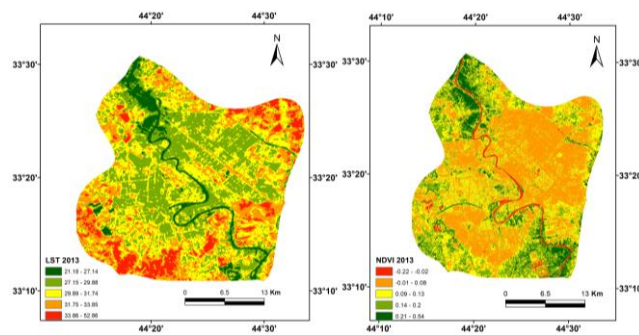 44°20' 44°30'
N
33°30'
33°20'
33°10'
LST 2013
21.18 - 27.14
27.15 - 29.88
29.89 - 31.74
31.75 - 33.85
33.86 - 52.86
0 6.5 13 Km
44°20' 44°30'
44°10' 44°20' 44°30'
N
33°30' 33°30'
33°20' 33°20'
33°10' 33°10'
NDVI 2013
-0.22 - -0.02
-0.01 - 0.08
0.09 - 0.13
0.14 - 0.2
0.21 - 0.54
0 6.5 13 Km
44°10' 44°20' 44°30'